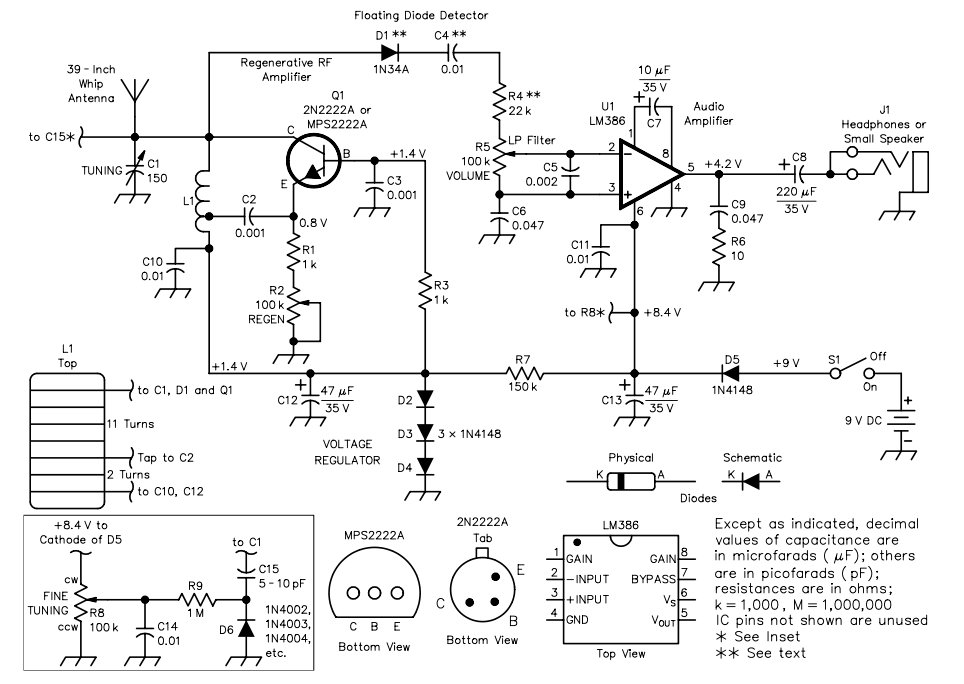 Floating Diode Detector
D1 **
C4 **
1N34A
0.01
Regenerative RF
Amplifier
39-Inch
Whip
Antenna
to C15*
TUNING
C1
150
Q1
2N2222A or
MPS2222A
C
B
E
+1.4 V
C3
0.001
L1
C2
0.001
0.8 V
R1
1 k
R2
100 k
REGEN
C10
0.01
R3
1 k
R4 **
22 k
R5
100 k
VOLUME
LP Filter
C5
0.002
C6
0.047
U1
LM386
10 µF
35 V
+
C7
Audio
Amplifier
1
8
2
−
3
+
5
4
6
+4.2 V
C11
0.01
to R8*
+8.4 V
C9
0.047
R6
10
+
C8
220 µF
35 V
J1
Headphones or
Small Speaker
+1.4 V
+
C12
47 µF
35 V
R7
150 k
D2
D3
D4
3 × 1N4148
VOLTAGE
REGULATOR
+
C13
47 µF
35 V
D5
1N4148
+9 V
S1
Off
On
+
9 V DC
−
L1
Top
to C1, D1 and Q1
11 Turns
Tap to C2
2 Turns
to C10, C12
Physical
K
A
Schematic
K
A
Diodes
+8.4 V to
Cathode of D5
cw
FINE
TUNING
R8
100 k
ccw
C14
0.01
R9
1 M
to C1
C15
5-10 pF
D6
1N4002,
1N4003,
1N4004,
etc.
MPS2222A
C B E
Bottom View
2N2222A
Tab
E
C
B
Bottom View
LM386
1 GAIN
GAIN 8
2 −INPUT
BYPASS 7
3 +INPUT
VS 6
4 GND
VOUT 5
Top View
Except as indicated, decimal
values of capacitance are
in microfarads ( µF); others
are in picofarads ( pF);
resistances are in ohms;
k = 1,000, M = 1,000,000
IC pins not shown are unused
* See Inset
** See text